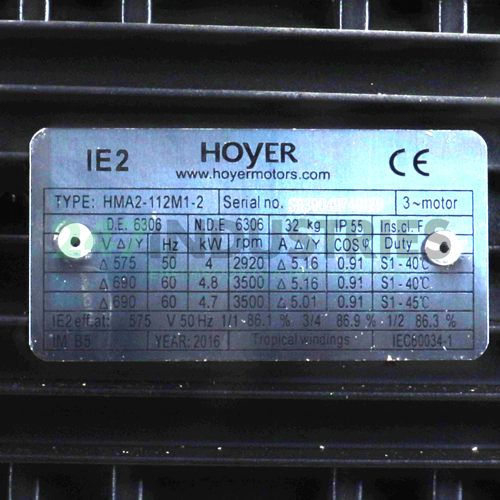 IE2 HOYER CE
www.hoyermotors.com
TYPE: HMA2-112M1-2 Serial no. 3~motor
D.E. 6306 N.D.E 6306 32 kg IP 55 Ins.cl.F
V Δ/Y Hz kW rpm A Δ/Y COSφ Duty
Δ 575 50 4 2920 Δ 5.16 0.91 S1-40°C
Δ 690 60 4.8 3500 Δ 5.16 0.91 S1-40°C
Δ 690 60 4.7 3500 Δ 5.01 0.91 S1-45°C
IE2 eff.at: 575 V 50 Hz 1/1 - 86.1 % 3/4 86.9 % - 1/2 86.3 %
IM B5 YEAR: 2016 Tropical windings IEC60034-1